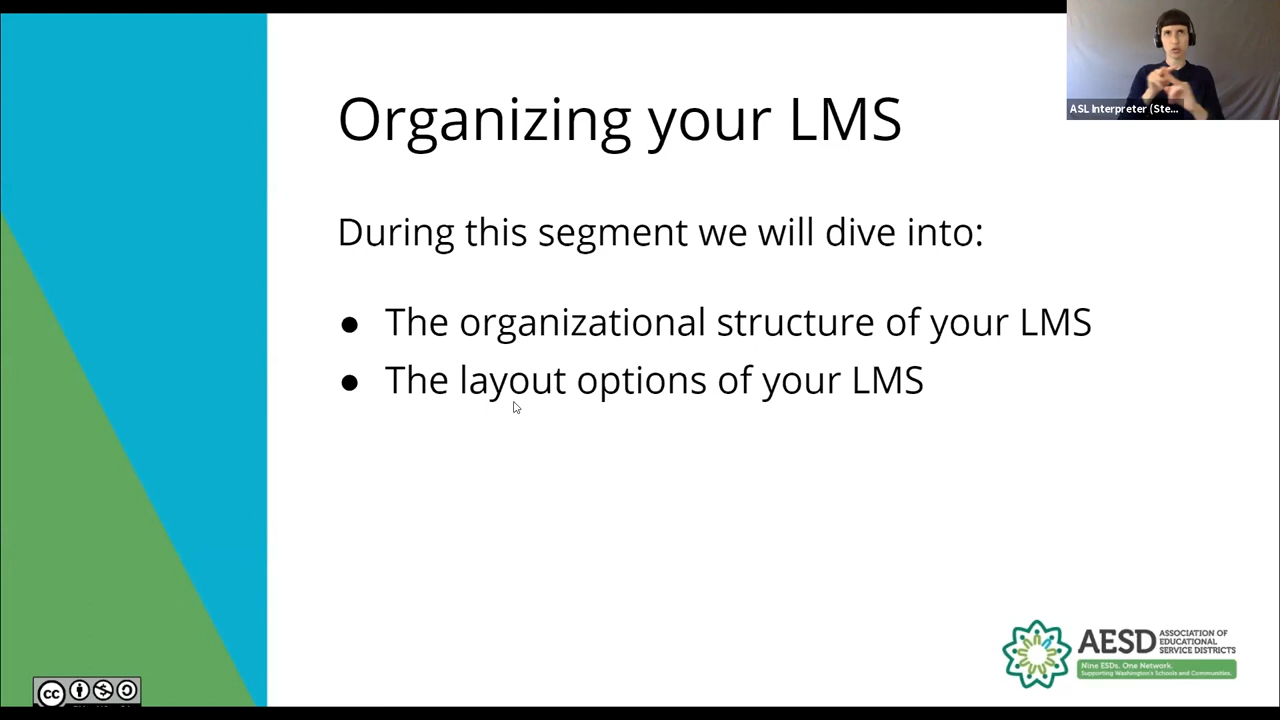 Organizing your LMS
ASL Interpreter (Ste...
During this segment we will dive into:
● The organizational structure of your LMS
● The layout options of your LMS
AESD
ASSOCIATION OF
EDUCATIONAL
SERVICE DISTRICTS
Nine ESDs. One Network.
Supporting Washington's Schools and Communities.
cc